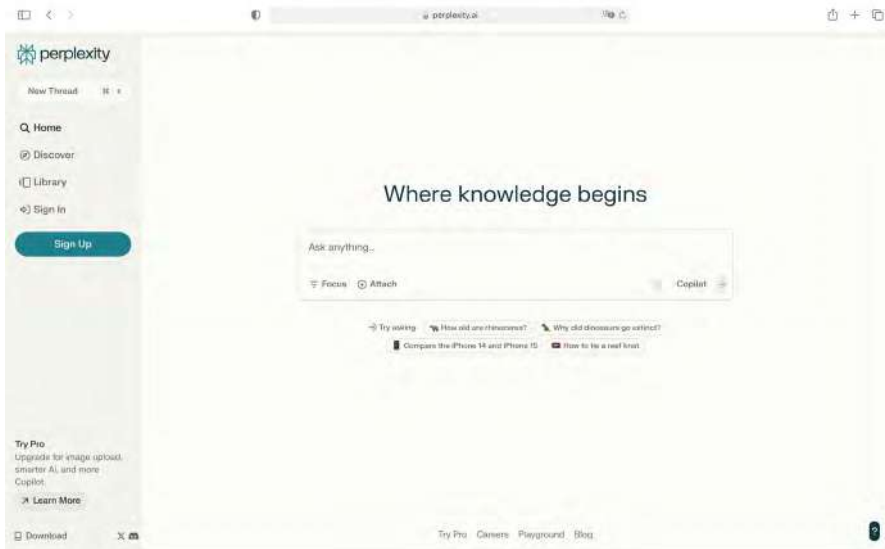 perplexity.ai
perplexity
New Thread ⌘
Home
Discover
Library
Sign In
Sign Up
Where knowledge begins
Ask anything...
Focus Attach Copilot
Try asking How old are rhinoceros? Why did dinosaurs go extinct?
Compare the iPhone 14 and iPhone 15 How to tie a reef knot
Try Pro
Upgrade for image upload,
smarter AI, and more
Copilot.
Learn More
Download
Try Pro Careers Playground Blog
?